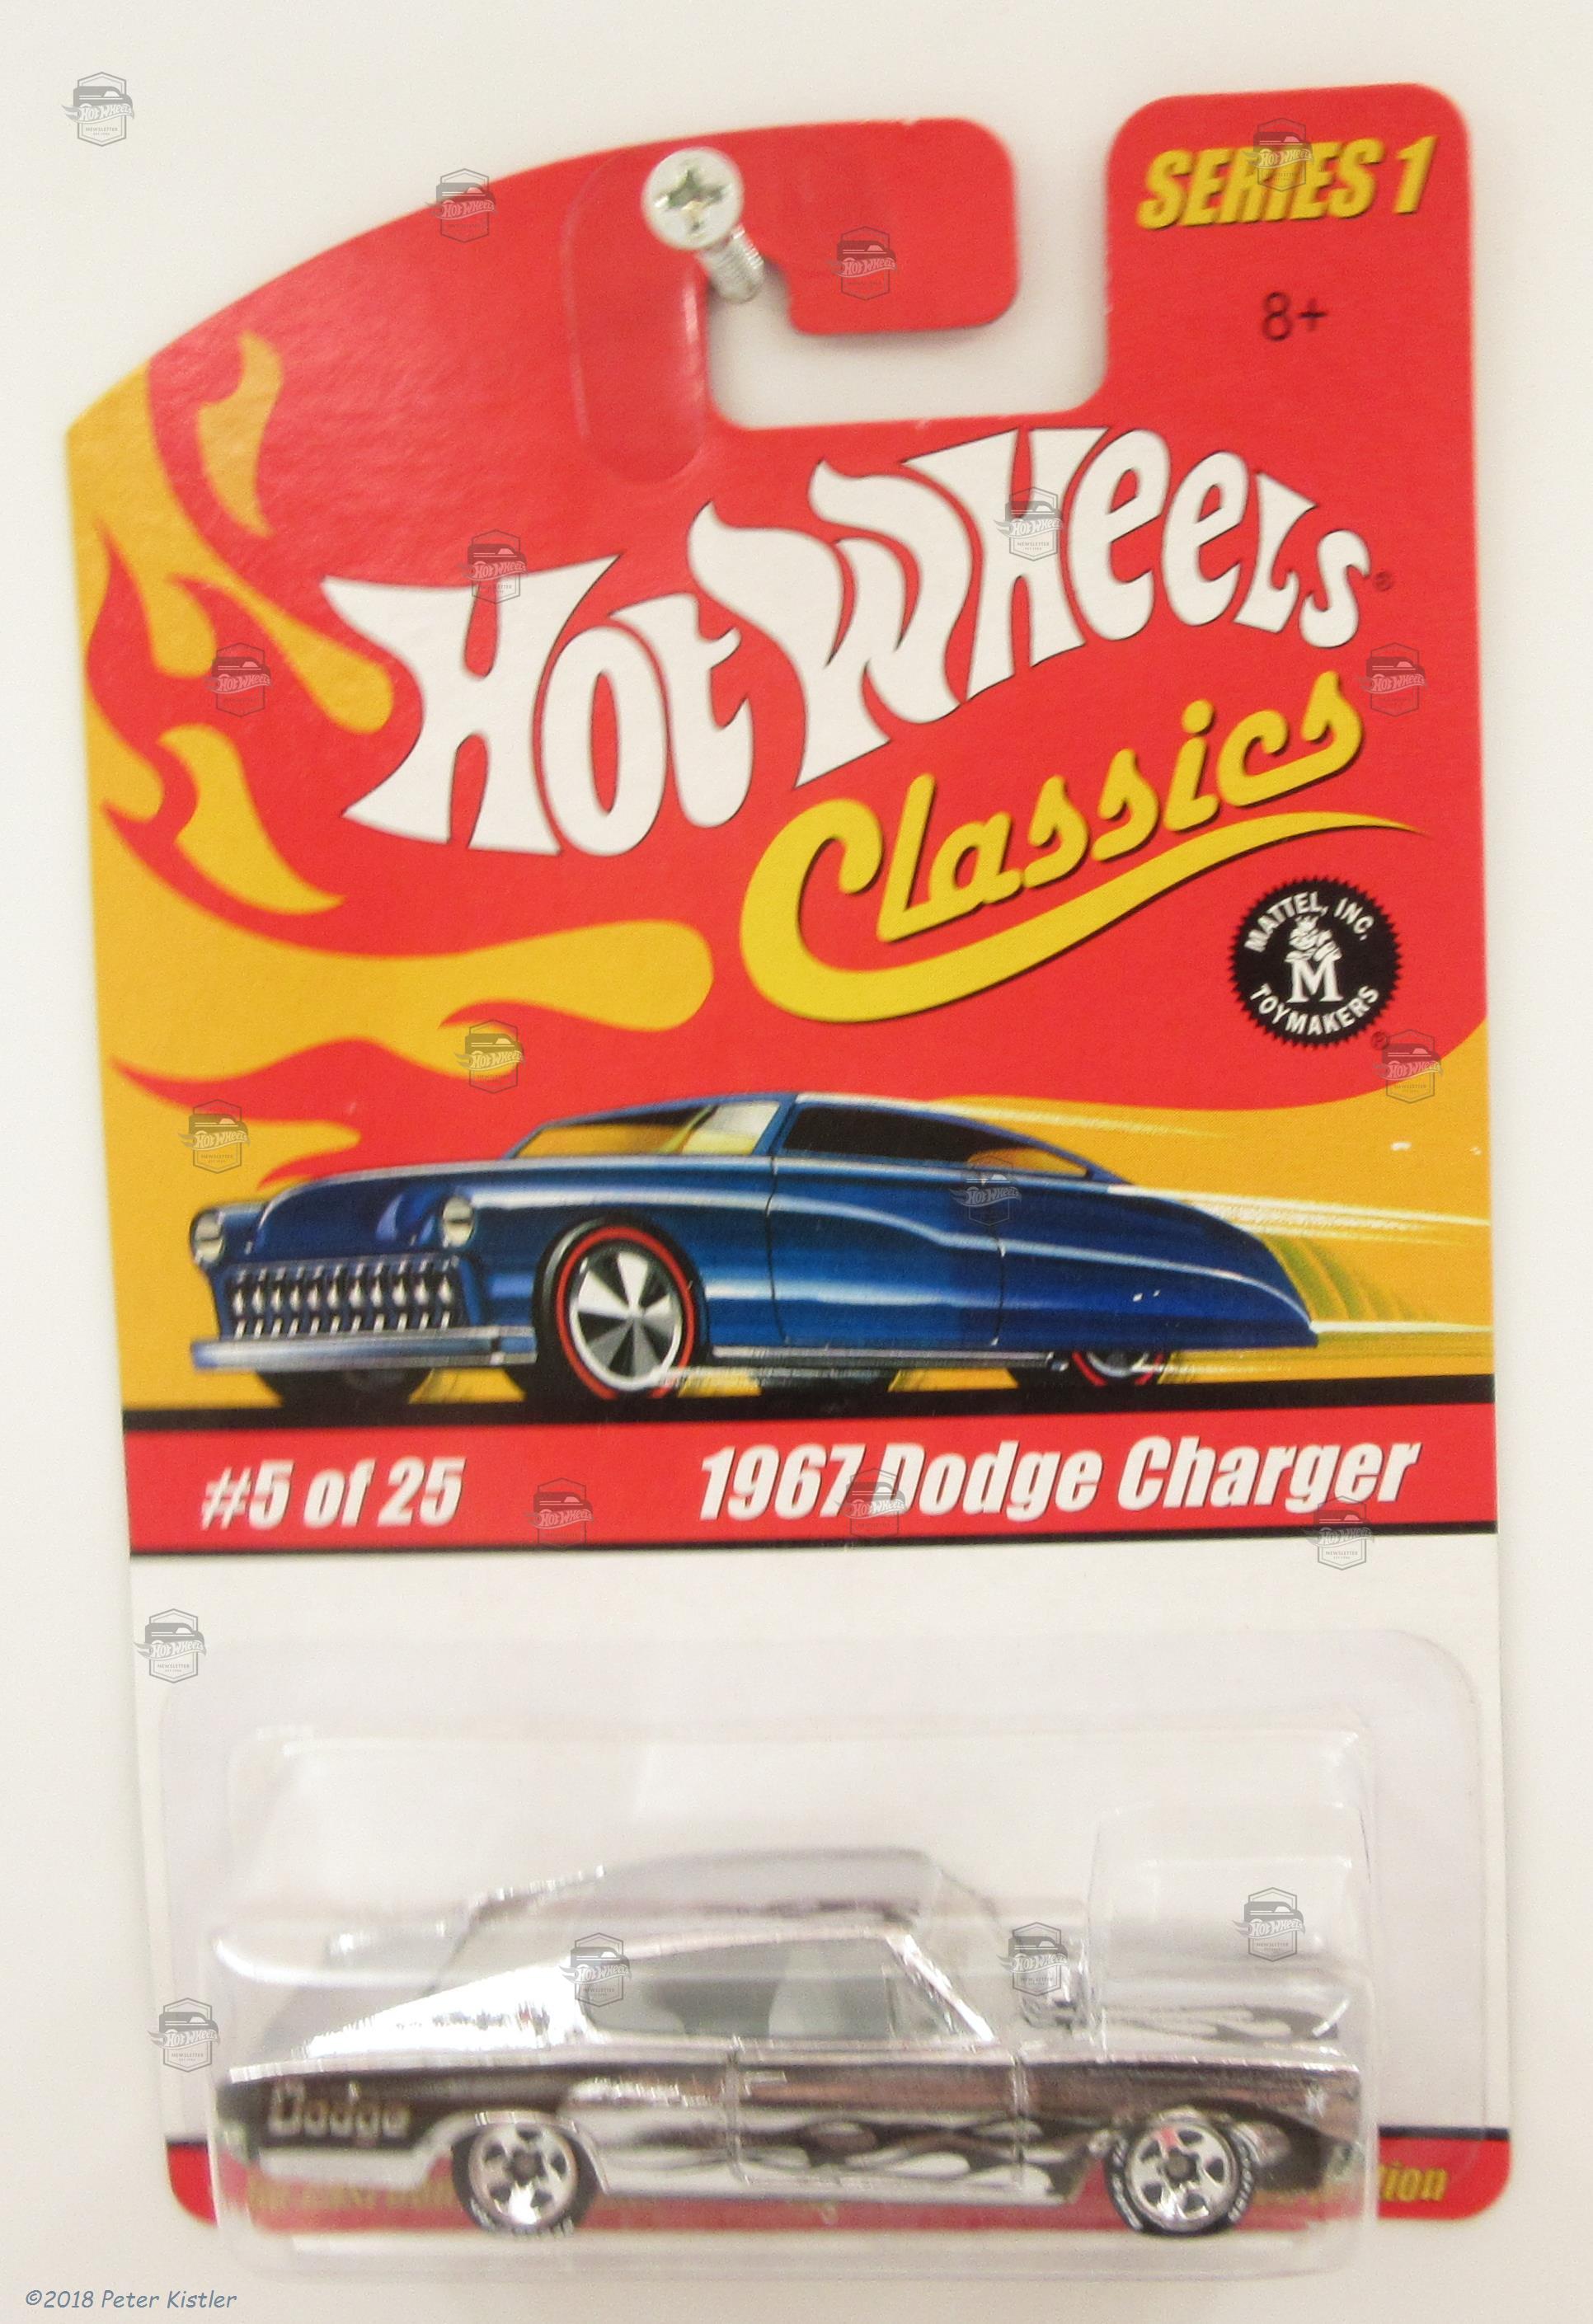 SERIES 1
8+
Hot Wheels®
Classics
MATTEL, INC.
M
TOYMAKERS
®
#5 of 25
1967 Dodge Charger
Dodge
©2018 Peter Kistler